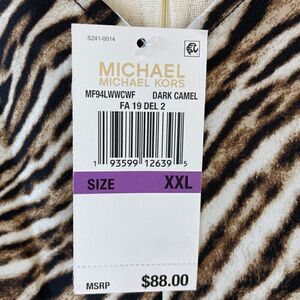 S241-0014
MICHAEL
MICHAEL KORS
MF94LWWCWF DARK CAMEL
FA 19 DEL 2
1 93599 12639 5
SIZE XXL
MSRP $88.00